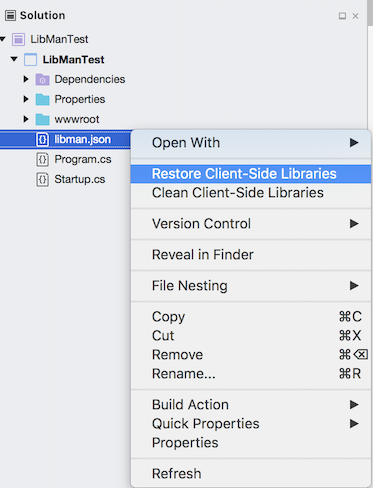 Solution
LibManTest
LibManTest
Dependencies
Properties
wwwroot
{} libman.json
{} Program.cs
{} Startup.cs
Open With
Restore Client-Side Libraries
Clean Client-Side Libraries
Version Control
Reveal in Finder
File Nesting
Copy ⌘C
Cut ⌘X
Remove ⌘⌫
Rename... ⌘R
Build Action
Quick Properties
Properties
Refresh